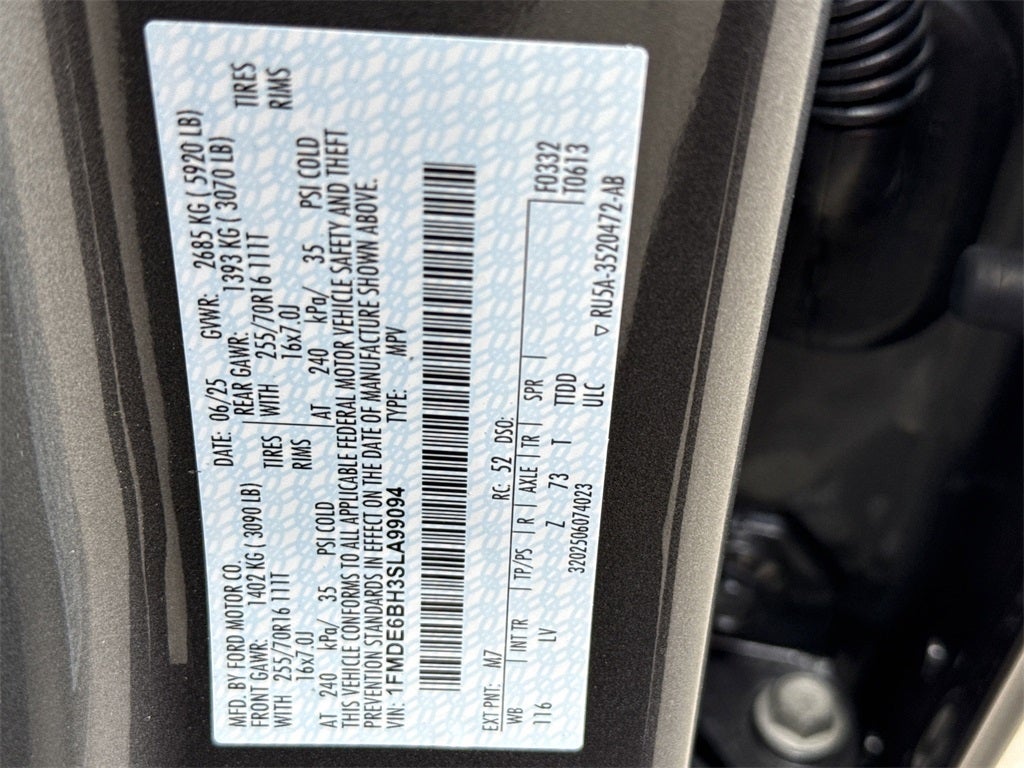 MFD. BY FORD MOTOR CO. DATE: 06/25 GVWR: 2685 KG ( 5920 LB)
FRONT GAWR: 1402 KG ( 3090 LB) REAR GAWR: 1393 KG ( 3070 LB)
WITH 255/70R16 111T TIRES WITH 255/70R16 111T TIRES
16x7.0J RIMS 16x7.0J RIMS
AT 240 kPa/ 35 PSI COLD AT 240 kPa/ 35 PSI COLD
THIS VEHICLE CONFORMS TO ALL APPLICABLE FEDERAL MOTOR VEHICLE SAFETY AND THEFT
PREVENTION STANDARDS IN EFFECT ON THE DATE OF MANUFACTURE SHOWN ABOVE.
VIN: 1FMDE6BH3SLA99094 TYPE: MPV
EXT PNT: M7 RC: 52 DSO: F0332
WB INT TR TP/PS R AXLE TR SPR T0613
116 LV Z 73 T TTDD
3202506074023 ULC ▽ RU5A-3520472-AB